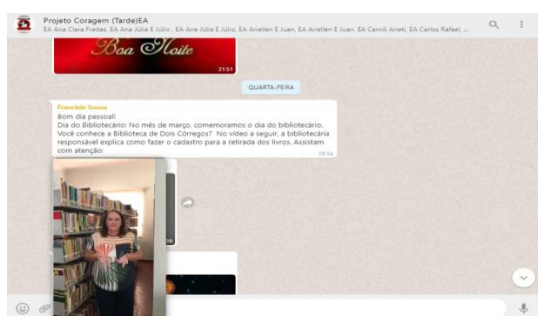 Projeto Coragem (Tarde)EA
EA Ana Clara Freitas, EA Ana Júlia E Júlio , EA Ana Júlia E Júlio, EA Ariellen E Juan, EA Ariellen E Juan, EA Camili Arieti, EA Carlos Rafael, ...
Boa Noite
21:51
QUARTA-FEIRA
Franciele Souza
Bom dia pessoal!
Dia do Bibliotecário: No mês de março, comemoramos o dia do bibliotecário.
Você conhece a Biblioteca de Dois Córregos? No vídeo a seguir, a bibliotecária
responsável explica como fazer o cadastro para a retirada dos livros. Assistam
com atenção: